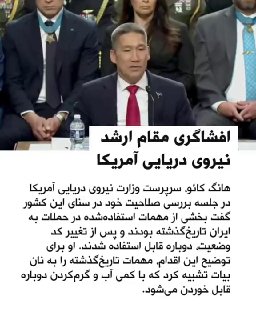 افشاگری مقام ارشد
نیروی دریایی آمریکا
هانگ کائو، سرپرست وزارت نیروی دریایی آمریکا
در جلسه بررسی صلاحیت خود در سنای این کشور
گفت بخشی از مهمات استفاده‌شده در حملات به
ایران تاریخ‌گذشته بودند و پس از تغییر کد
وضعیت، دوباره قابل استفاده شدند. او برای
توضیح این اقدام، مهمات تاریخ‌گذشته را به نان
بیات تشبیه کرد که با کمی آب و گرم‌کردن دوباره
قابل خوردن می‌شود.